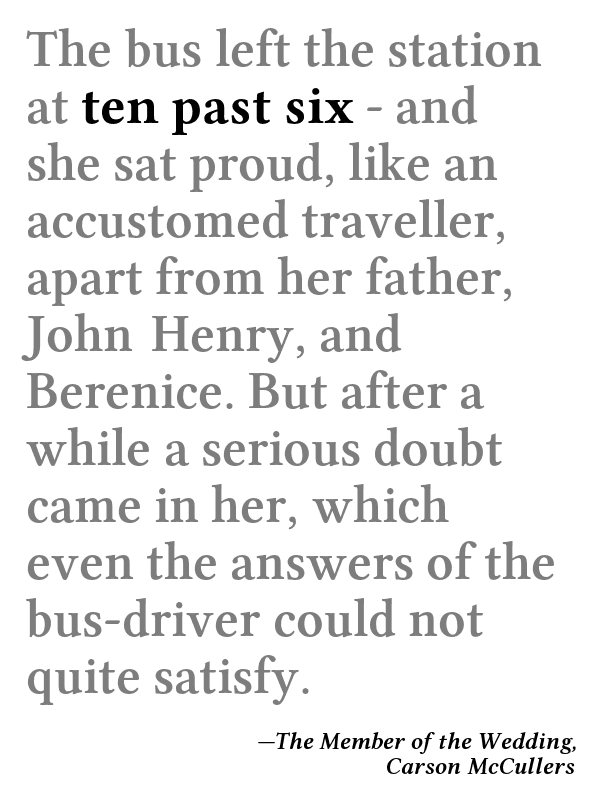 The bus left the station
at ten past six - and
she sat proud, like an
accustomed traveller,
apart from her father,
John Henry, and
Berenice. But after a
while a serious doubt
came in her, which
even the answers of the
bus-driver could not
quite satisfy.
—The Member of the Wedding,
Carson McCullers